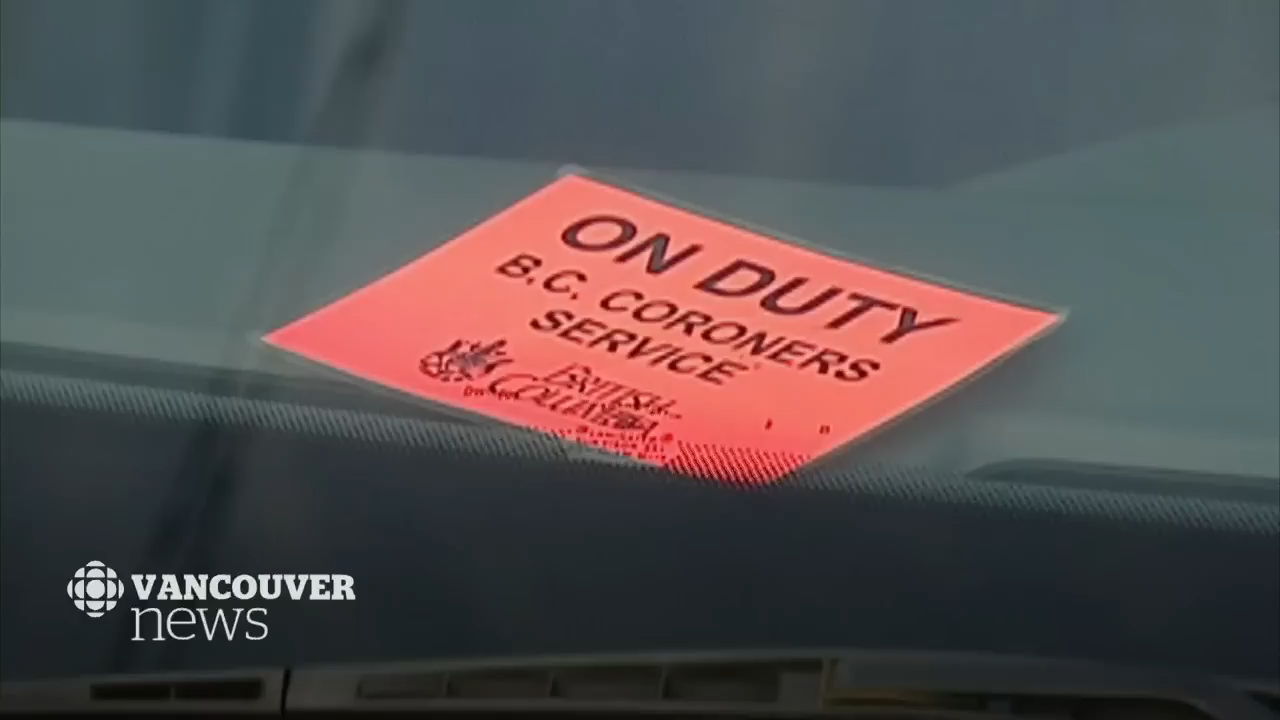 ON DUTY
B.C. CORONERS
SERVICE
BRITISH
COLUMBIA
VANCOUVER
news